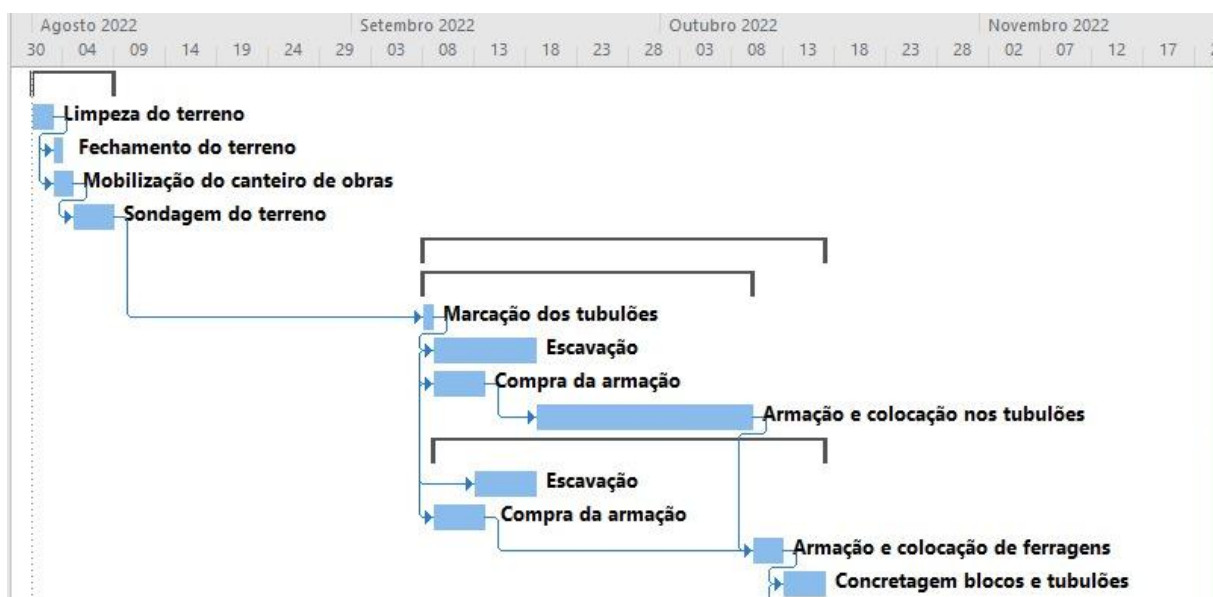 Agosto 2022 Setembro 2022 Outubro 2022 Novembro 2022
30 04 09 14 19 24 29 03 08 13 18 23 28 03 08 13 18 23 28 02 07 12 17
Limpeza do terreno
Fechamento do terreno
Mobilização do canteiro de obras
Sondagem do terreno
Marcação dos tubulões
Escavação
Compra da armação
Armação e colocação nos tubulões
Escavação
Compra da armação
Armação e colocação de ferragens
Concretagem blocos e tubulões